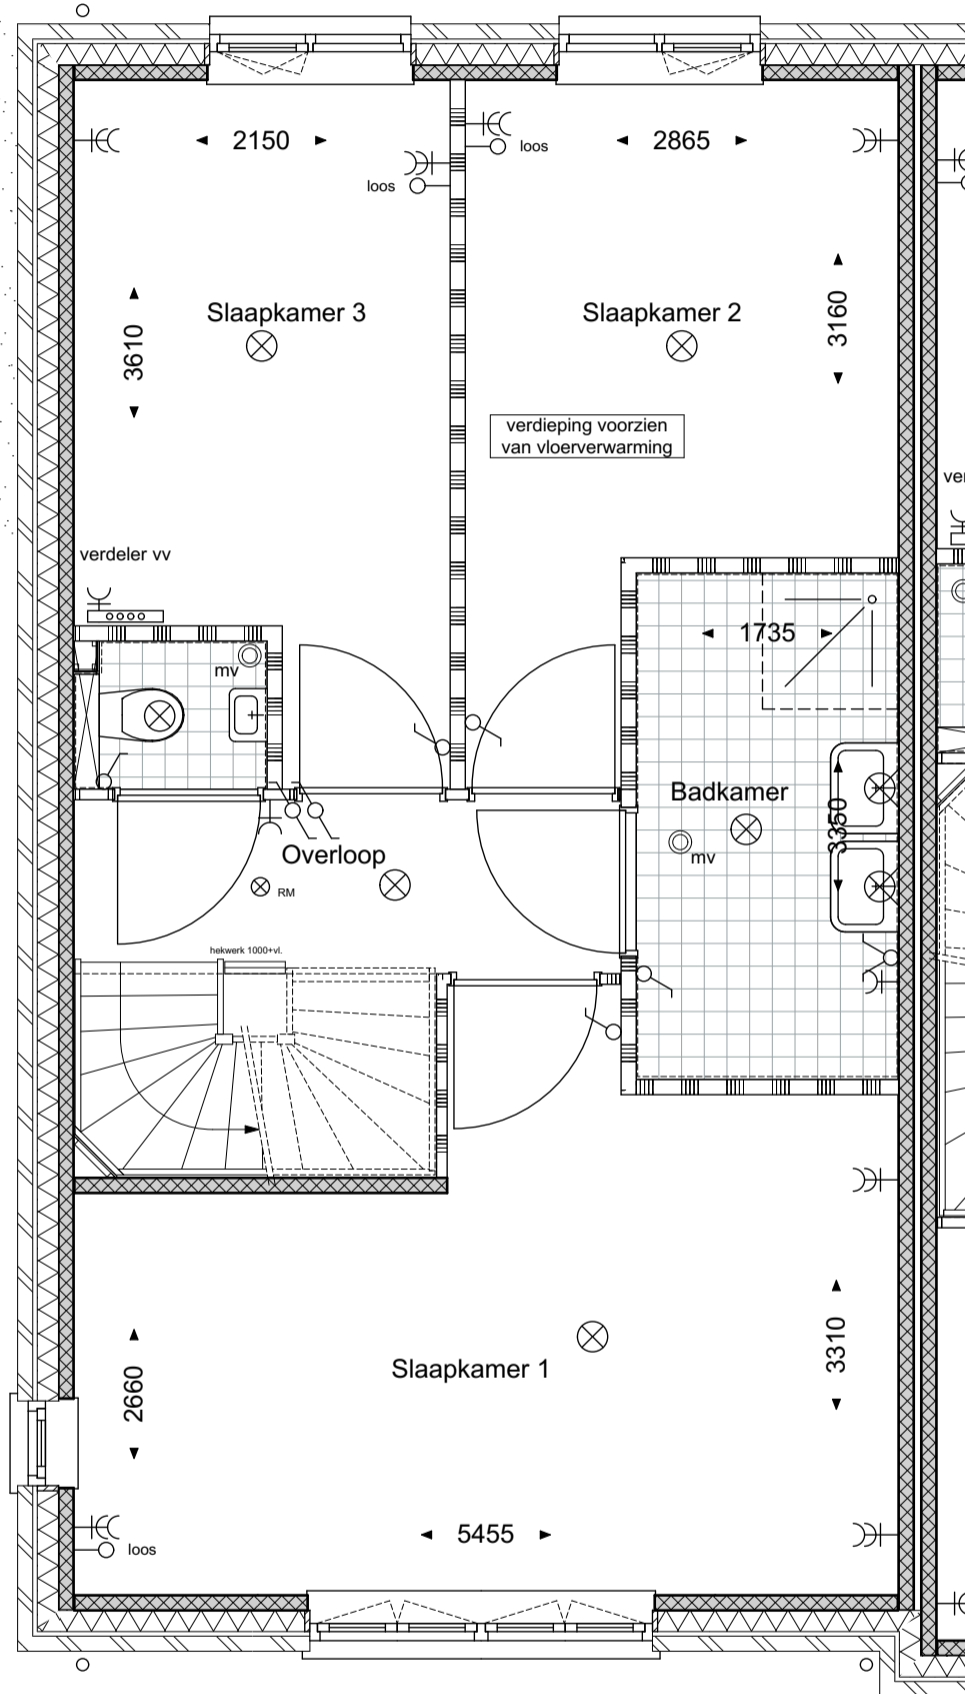 2150
2865
loos
loos
Slaapkamer 3
Slaapkamer 2
3610
3160
verdieping voorzien
van vloerverwarming
ver
verdeler vv
1735
mv
Badkamer
3350
mv
Overloop
RM
hekwerk 1000+vl.
3310
Slaapkamer 1
2660
5455
loos